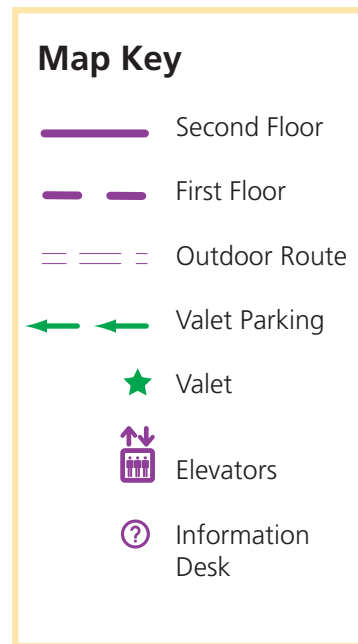 Map Key
Second Floor
First Floor
Outdoor Route
Valet Parking
Valet
Elevators
? Information
Desk